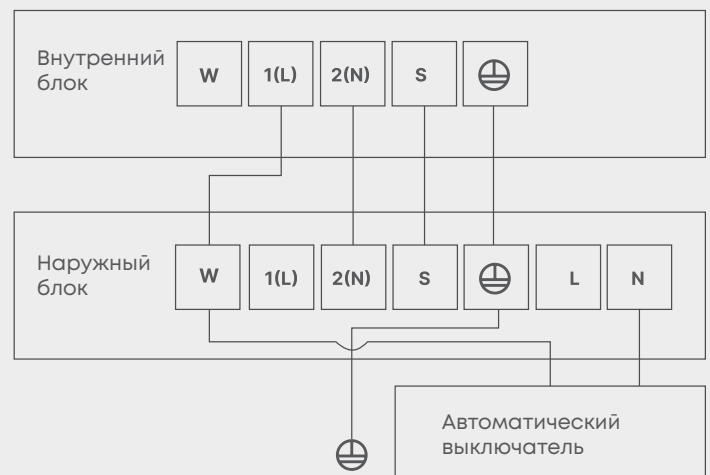 Внутренний
блок
W 1(L) 2(N) S
Наружный
блок
W 1(L) 2(N) S L N
Автоматический
выключатель